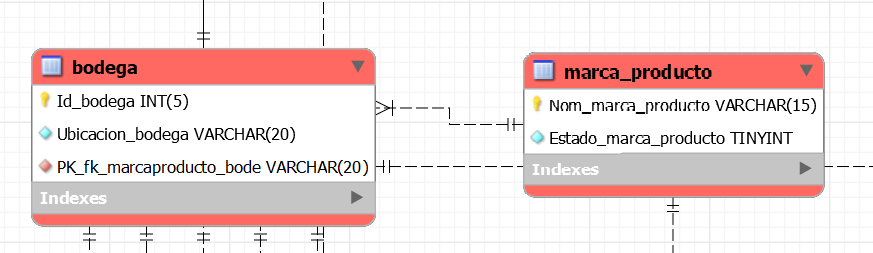 bodega
Id_bodega INT(5)
Ubicacion_bodega VARCHAR(20)
PK_fk_marcaproducto_bode VARCHAR(20)
Indexes
marca_producto
Nom_marca_producto VARCHAR(15)
Estado_marca_producto TINYINT
Indexes